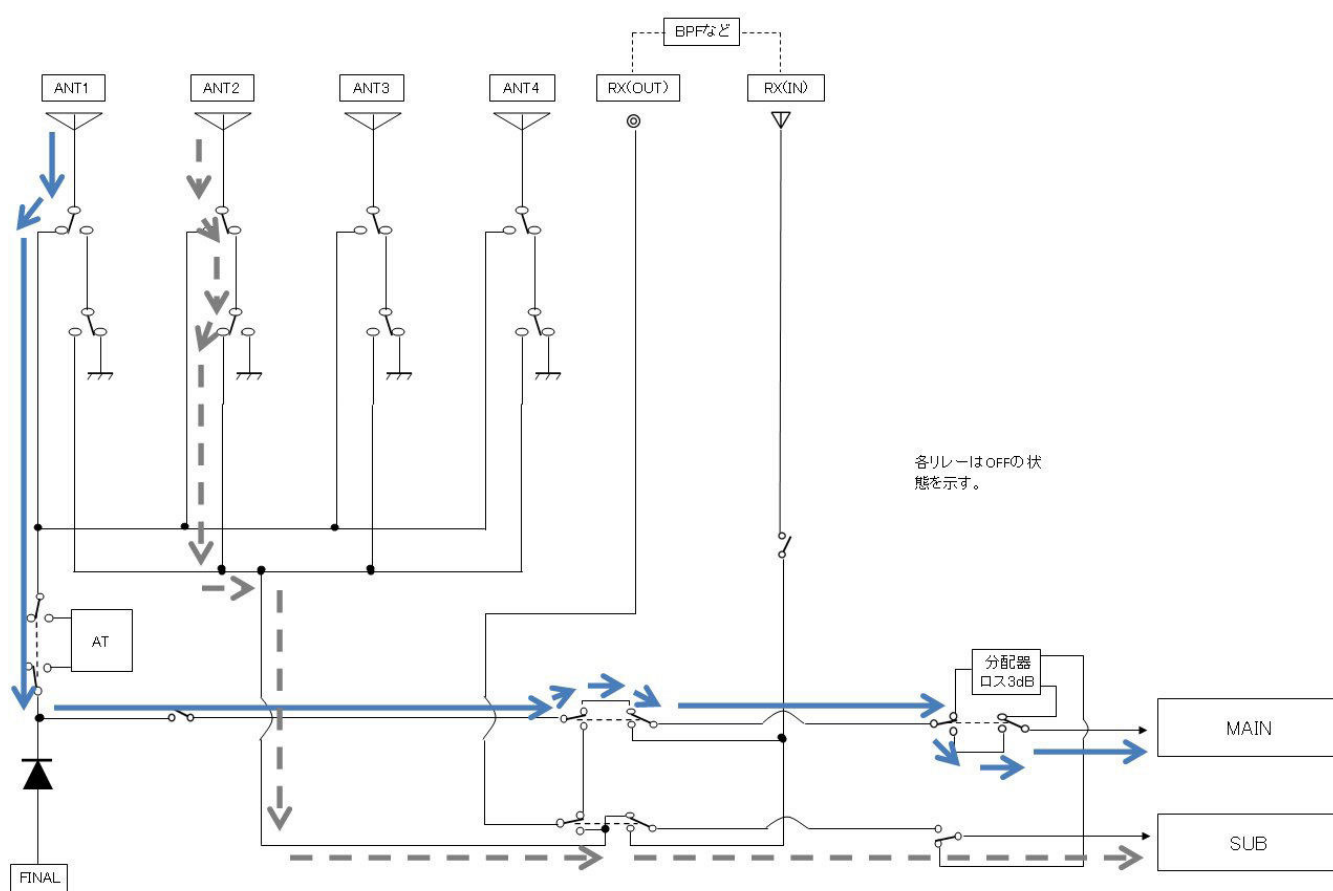 BPFなど
ANT1
ANT2
ANT3
ANT4
RX(OUT)
RX(IN)
各リレーはOFFの状
態を示す。
AT
分配器
ロス3dB
MAIN
SUB
FINAL